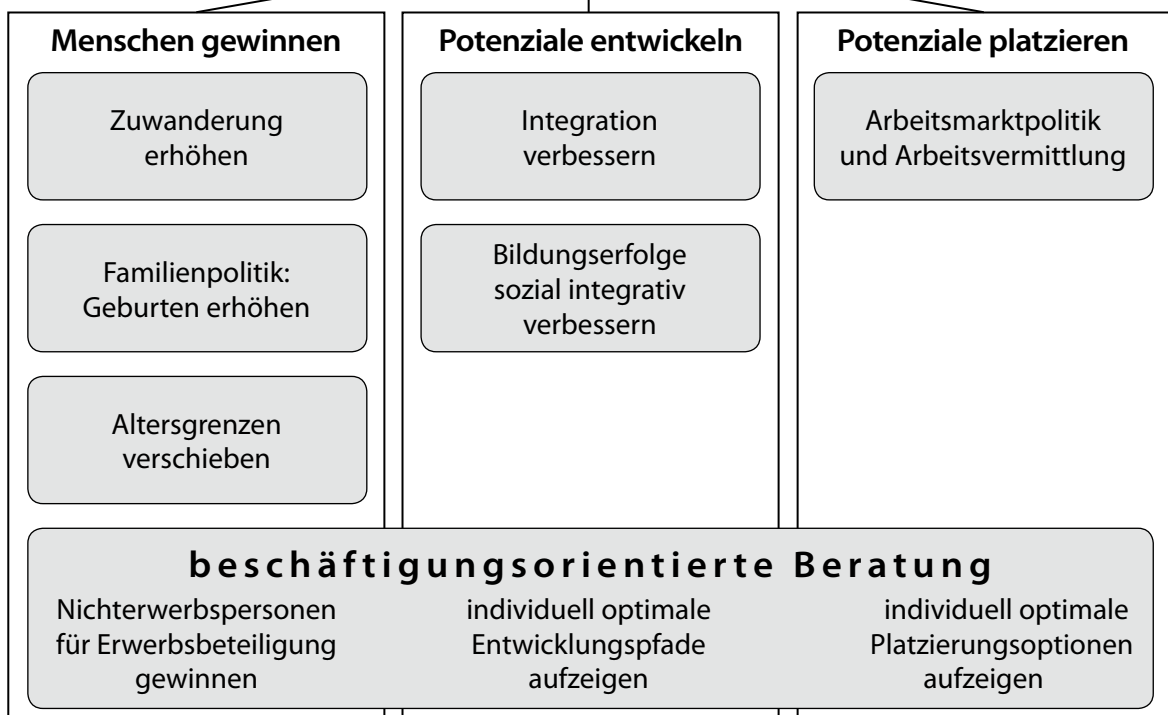 Menschen gewinnen
Zuwanderung
erhöhen
Familienpolitik:
Geburten erhöhen
Altersgrenzen
verschieben
Potenziale entwickeln
Integration
verbessern
Bildungserfolge
sozial integrativ
verbessern
Potenziale platzieren
Arbeitsmarktpolitik
und Arbeitsvermittlung
beschäftigungsorientierte Beratung
Nichterwerbspersonen
für Erwerbsbeteiligung
gewinnen
individuell optimale
Entwicklungspfade
aufzeigen
individuell optimale
Platzierungsoptionen
aufzeigen